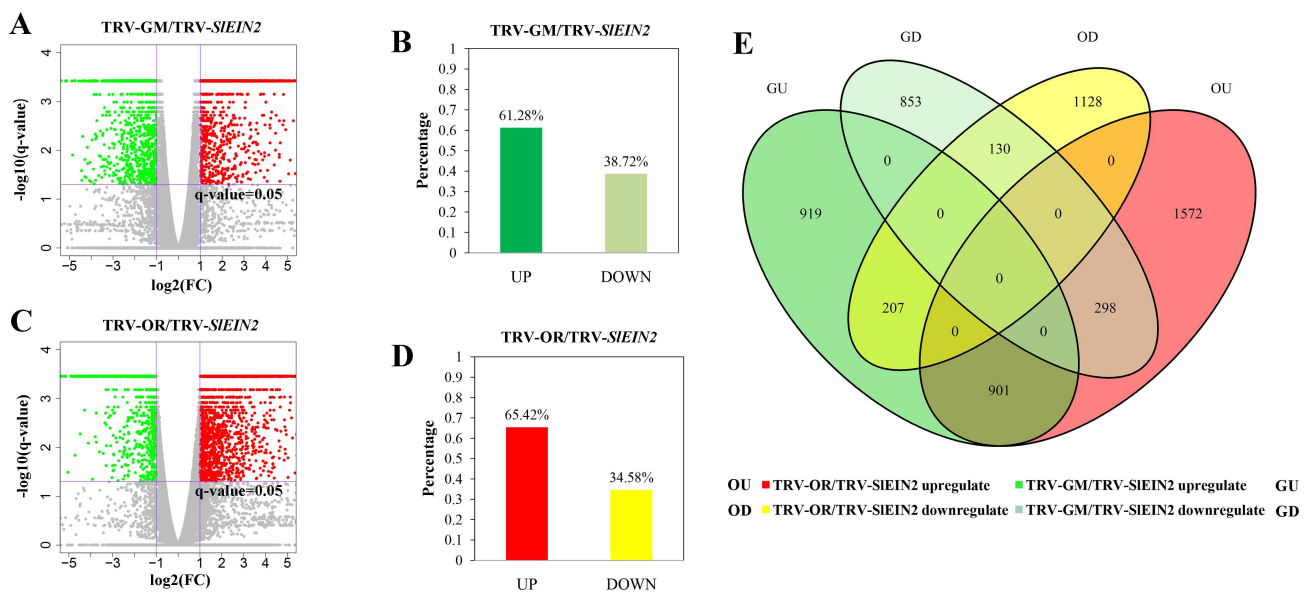 A
TRV-GM/TRV-SlEIN2
4
3
2
1
0
-log10(q-value)
q-value=0.05
−5 −3 −1 1 2 3 4 5
log2(FC)
B
TRV-GM/TRV-SlEIN2
1
0.9
0.8
0.7
0.6
0.5
0.4
0.3
0.2
0.1
0
Percentage
61.28%
38.72%
UP DOWN
C
TRV-OR/TRV-SlEIN2
4
3
2
1
0
-log10(q-value)
q-value=0.05
−5 −3 −1 1 2 3 4 5
log2(FC)
D
TRV-OR/TRV-SlEIN2
1
0.9
0.8
0.7
0.6
0.5
0.4
0.3
0.2
0.1
0
Percentage
65.42%
34.58%
UP DOWN
E
GD OD
GU OU
853 1128
0 130 0
919 0 0 1572
0
207 0 0 298
901
OU TRV-OR/TRV-SlEIN2 upregulate TRV-GM/TRV-SlEIN2 upregulate GU
OD TRV-OR/TRV-SlEIN2 downregulate TRV-GM/TRV-SlEIN2 downregulate GD